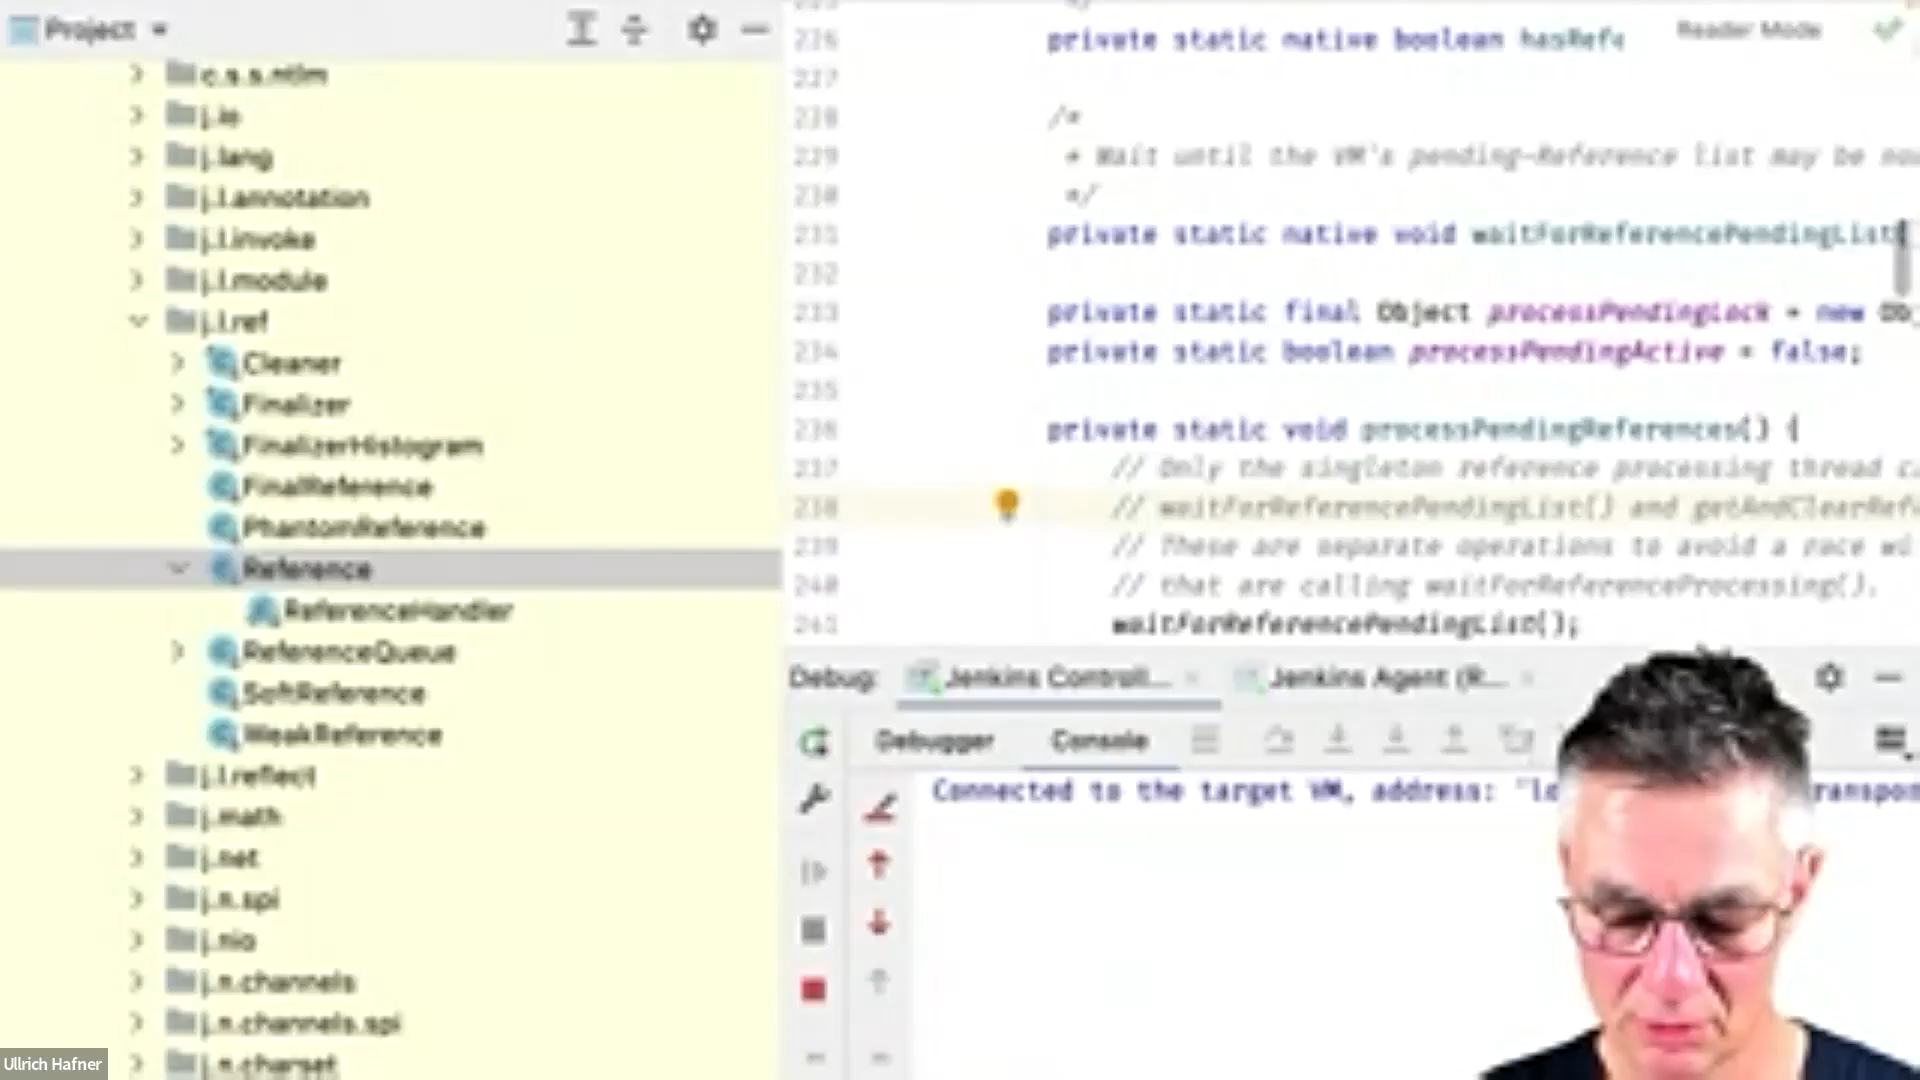 Project
c.s.s.ntlm
j.io
j.lang
j.l.annotation
j.l.invoke
j.l.module
j.l.ref
Cleaner
Finalizer
FinalizerHistogram
FinalReference
PhantomReference
Reference
ReferenceHandler
ReferenceQueue
SoftReference
WeakReference
j.l.reflect
j.math
j.net
j.n.spi
j.nio
j.n.channels
j.n.channels.spi
j.n.charset
Ullrich Hafner
Reader Mode
226 private static native boolean hasRefe
227
228 /*
229 * Wait until the VM's pending-Reference list may be no
230 */
231 private static native void waitForReferencePendingList
232
233 private static final Object processPendingLock = new Obj
234 private static boolean processPendingActive = false;
235
236 private static void processPendingReferences() {
237 // Only the singleton reference processing thread c
238 // waitForReferencePendingList() and getAndClearRef
239 // These are separate operations to avoid a race wi
240 // that are calling waitForReferenceProcessing().
241 waitForReferencePendingList();
Debug: Jenkins Controll... Jenkins Agent (R...
Debugger Console
Connected to the target VM, address: 'lo ranspo